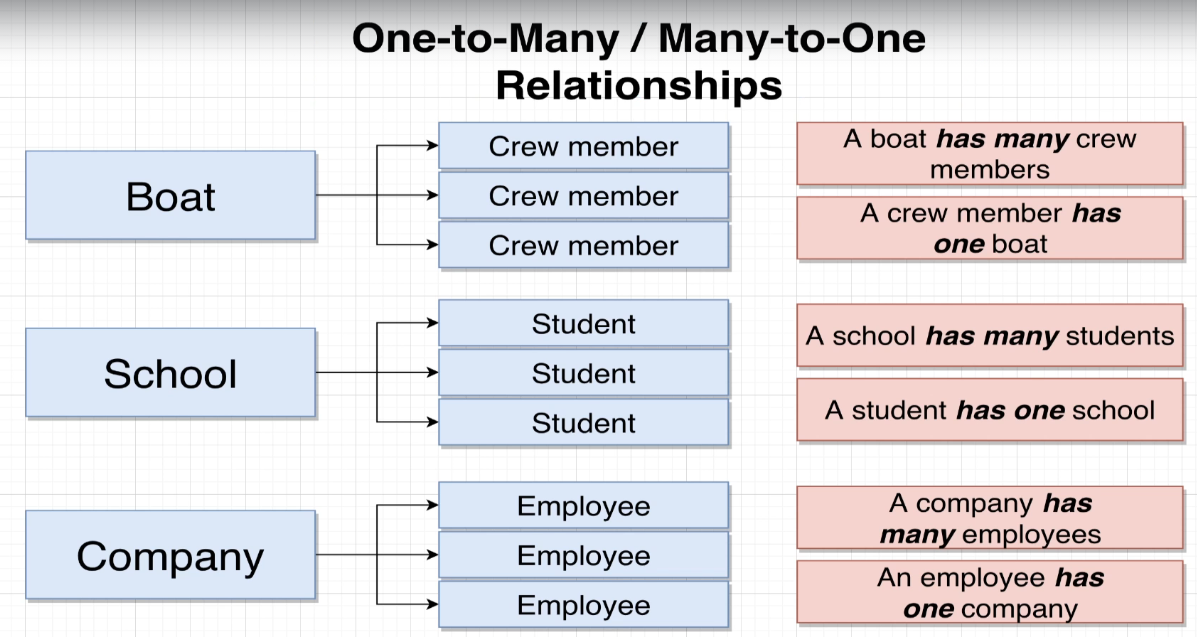 One-to-Many / Many-to-One
Relationships
Boat
Crew member
Crew member
Crew member
A boat has many crew
members
A crew member has
one boat
School
Student
Student
Student
A school has many students
A student has one school
Company
Employee
Employee
Employee
A company has
many employees
An employee has
one company